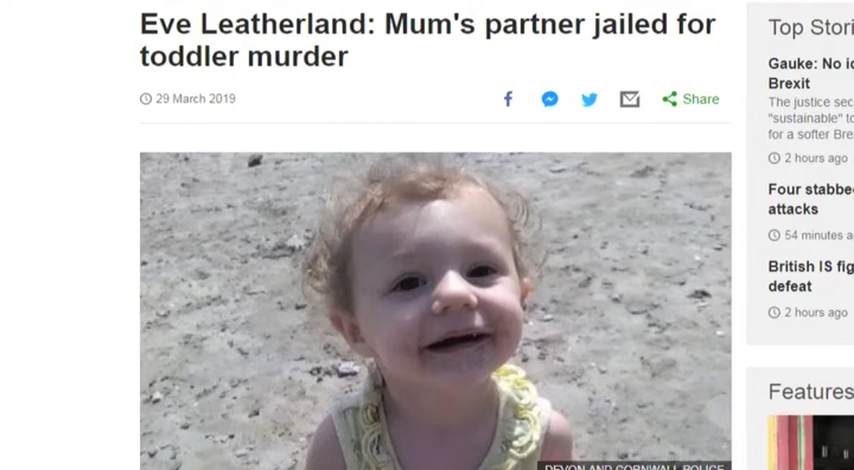 Eve Leatherland: Mum's partner jailed for
toddler murder
29 March 2019
Share
DEVON AND CORNWALL POLICE
Top Stori
Gauke: No
Brexit
The justice sec
"sustainable" to
for a softer Bre
2 hours ago
Four stabbe
attacks
54 minutes a
British IS fig
defeat
2 hours ago
Features